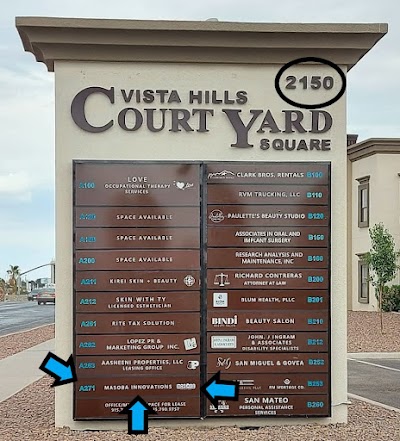 2150
VISTA HILLS
COURT YARD
SQUARE
A100 LOVE
OCCUPATIONAL THERAPY
SERVICES
SPACE AVAILABLE
SPACE AVAILABLE
A200 SPACE AVAILABLE
A211 KIREI SKIN + BEAUTY
A212 SKIN WITH TY
LICENSED ESTHETICIAN
A251 RITE TAX SOLUTION
A252 LOPEZ PR &
MARKETING GROUP, INC.
A263 AASHEERI PROPERTIES, LLC
LEASING OFFICE
A271 MASOBA INNOVATIONS
SPACE FOR LEASE
CLARK BROS. RENTALS B100
RVM TRUCKING, LLC B110
PAULETTE'S BEAUTY STUDIO B120
ASSOCIATES IN ORAL AND
IMPLANT SURGERY B150
RESEARCH ANALYSIS AND
MAINTENANCE, INC B160
RICHARD CONTRERAS
ATTORNEY AT LAW B200
BLUM HEALTH, PLLC B201
BINDI BEAUTY SALON B210
JOHN J INGRAM
& ASSOCIATES
DISABILITY SPECIALISTS B212
SAN MIGUEL & GOVEA B252
B253
SAN MATEO
PERSONAL ASSISTANCE
SERVICES B260